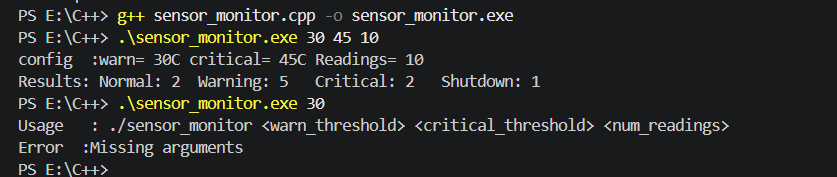 PS E:\C++> g++ sensor_monitor.cpp -o sensor_monitor.exe
PS E:\C++> .\sensor_monitor.exe 30 45 10
config  :warn= 30C critical= 45C Readings= 10
Results: Normal: 2  Warning: 5   Critical: 2   Shutdown: 1
PS E:\C++> .\sensor_monitor.exe 30
Usage   : ./sensor_monitor <warn_threshold> <critical_threshold> <num_readings>
Error  :Missing arguments
PS E:\C++>